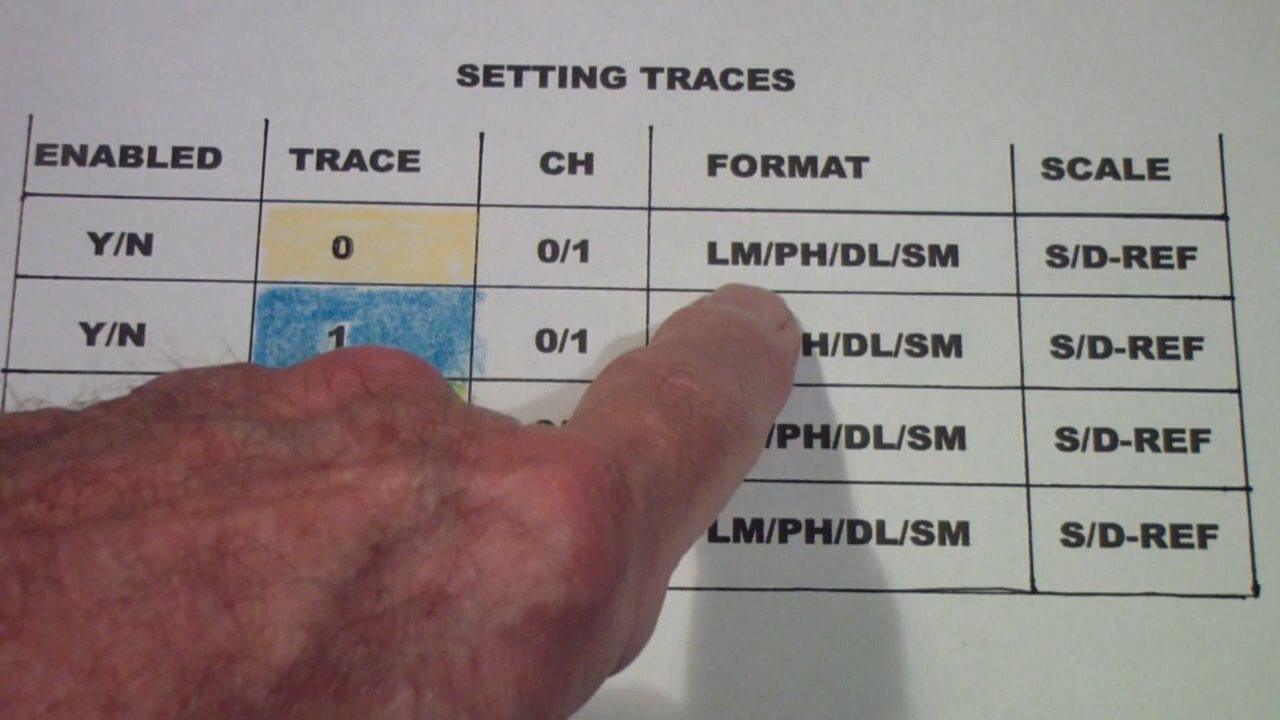 SETTING TRACES
ENABLED TRACE CH FORMAT SCALE
Y/N 0 0/1 LM/PH/DL/SM S/D-REF
Y/N 1 0/1 H/DL/SM S/D-REF
/PH/DL/SM S/D-REF
LM/PH/DL/SM S/D-REF